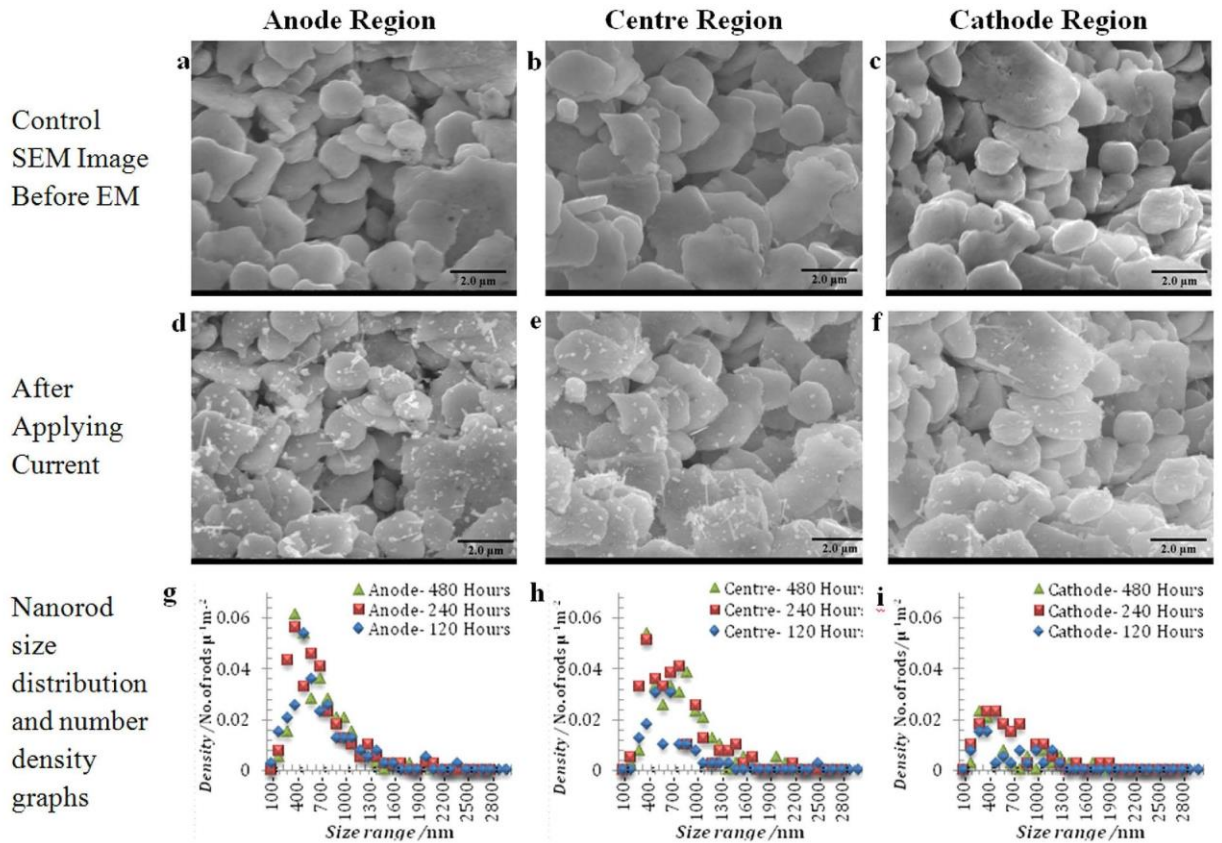 Anode Region
Centre Region
Cathode Region
Control
SEM Image
Before EM
a
2.0 µm
b
2.0 µm
c
2.0 µm
After
Applying
Current
d
2.0 µm
e
2.0 µm
f
2.0 µm
Nanorod
size
distribution
and number
density
graphs
g
Anode- 480 Hours
Anode- 240 Hours
Anode- 120 Hours
Density / No. of rods µ⁻¹m⁻²
0.06
0.04
0.02
0
100 400 700 1000 1300 1600 1900 2200 2500 2800
Size range /nm
h
Centre- 480 Hours
Centre- 240 Hours
Centre- 120 Hours
Density / No. of rods µ⁻¹m⁻²
0.06
0.04
0.02
0
100 400 700 1000 1300 1600 1900 2200 2500 2800
Size range /nm
i
Cathode- 480 Hours
Cathode- 240 Hours
Cathode- 120 Hours
Density / No. of rods/µ⁻¹m⁻²
0.06
0.04
0.02
0
100 400 700 1000 1300 1600 1900 2200 2500 2800
Size range /nm